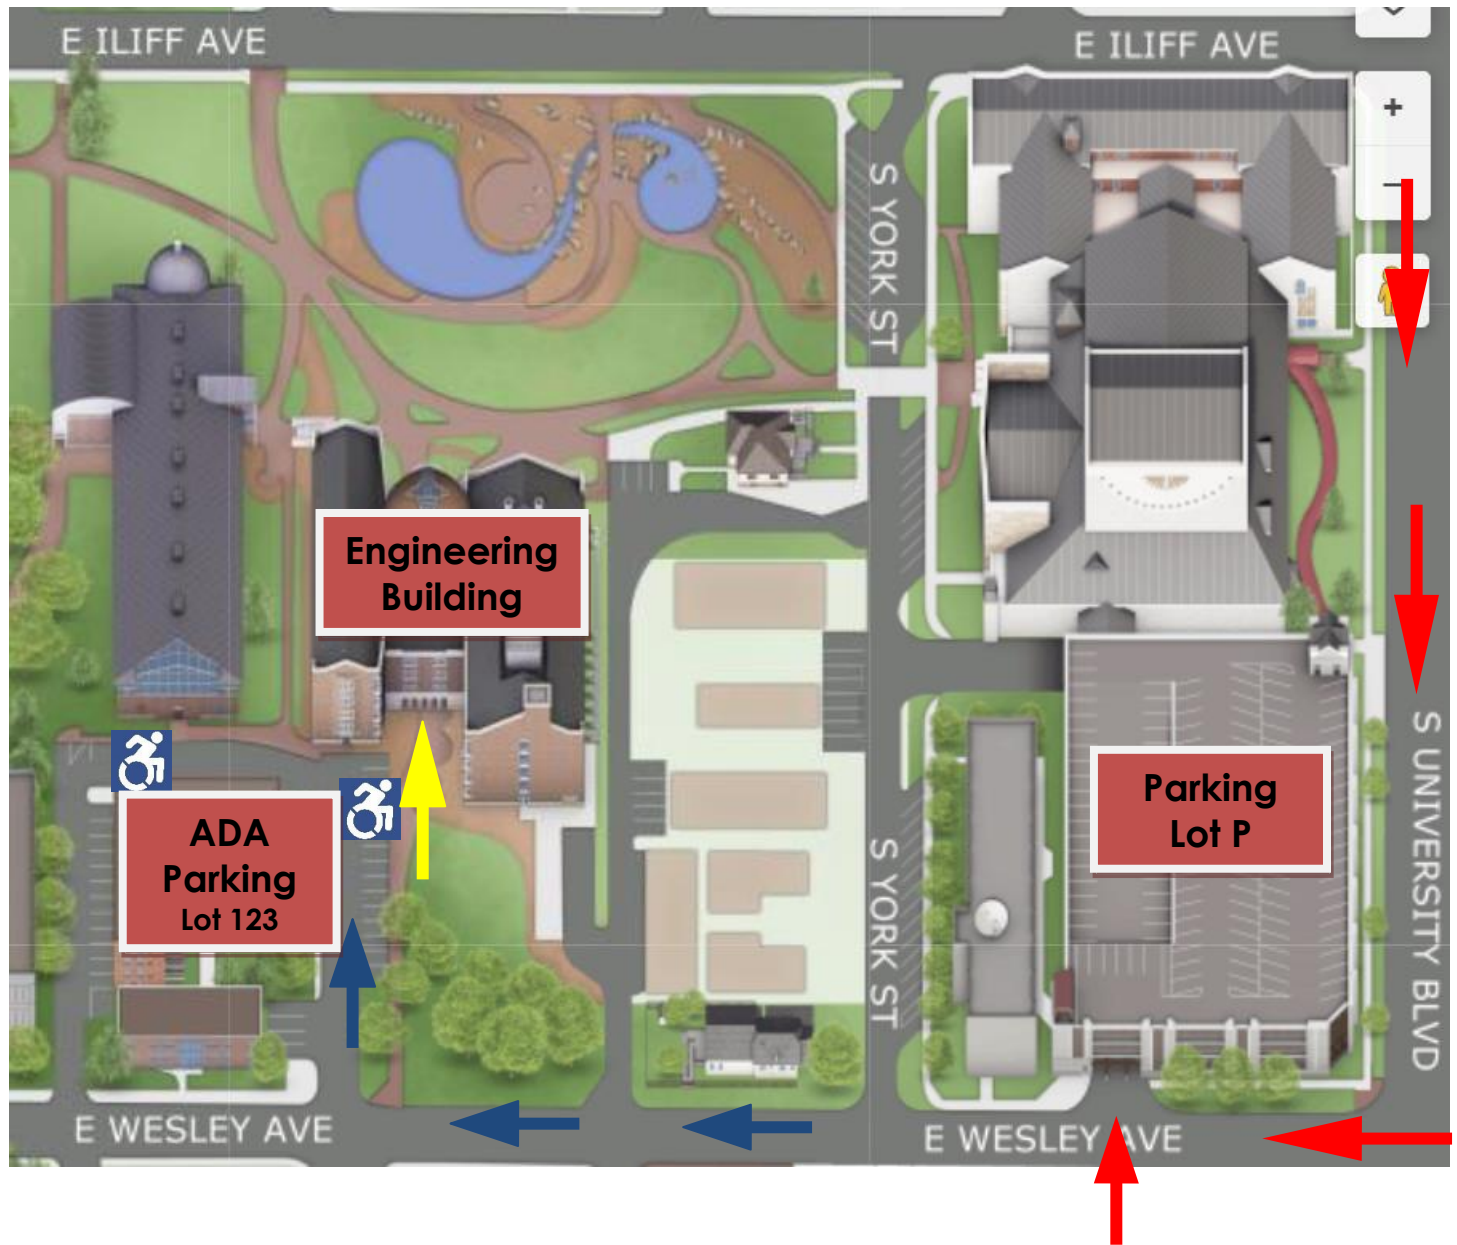 E ILIFF AVE
E ILIFF AVE
+
−
S YORK ST
Engineering
Building
Parking
Lot P
S UNIVERSITY BLVD
ADA
Parking
Lot 123
S YORK ST
E WESLEY AVE
E WESLEY AVE